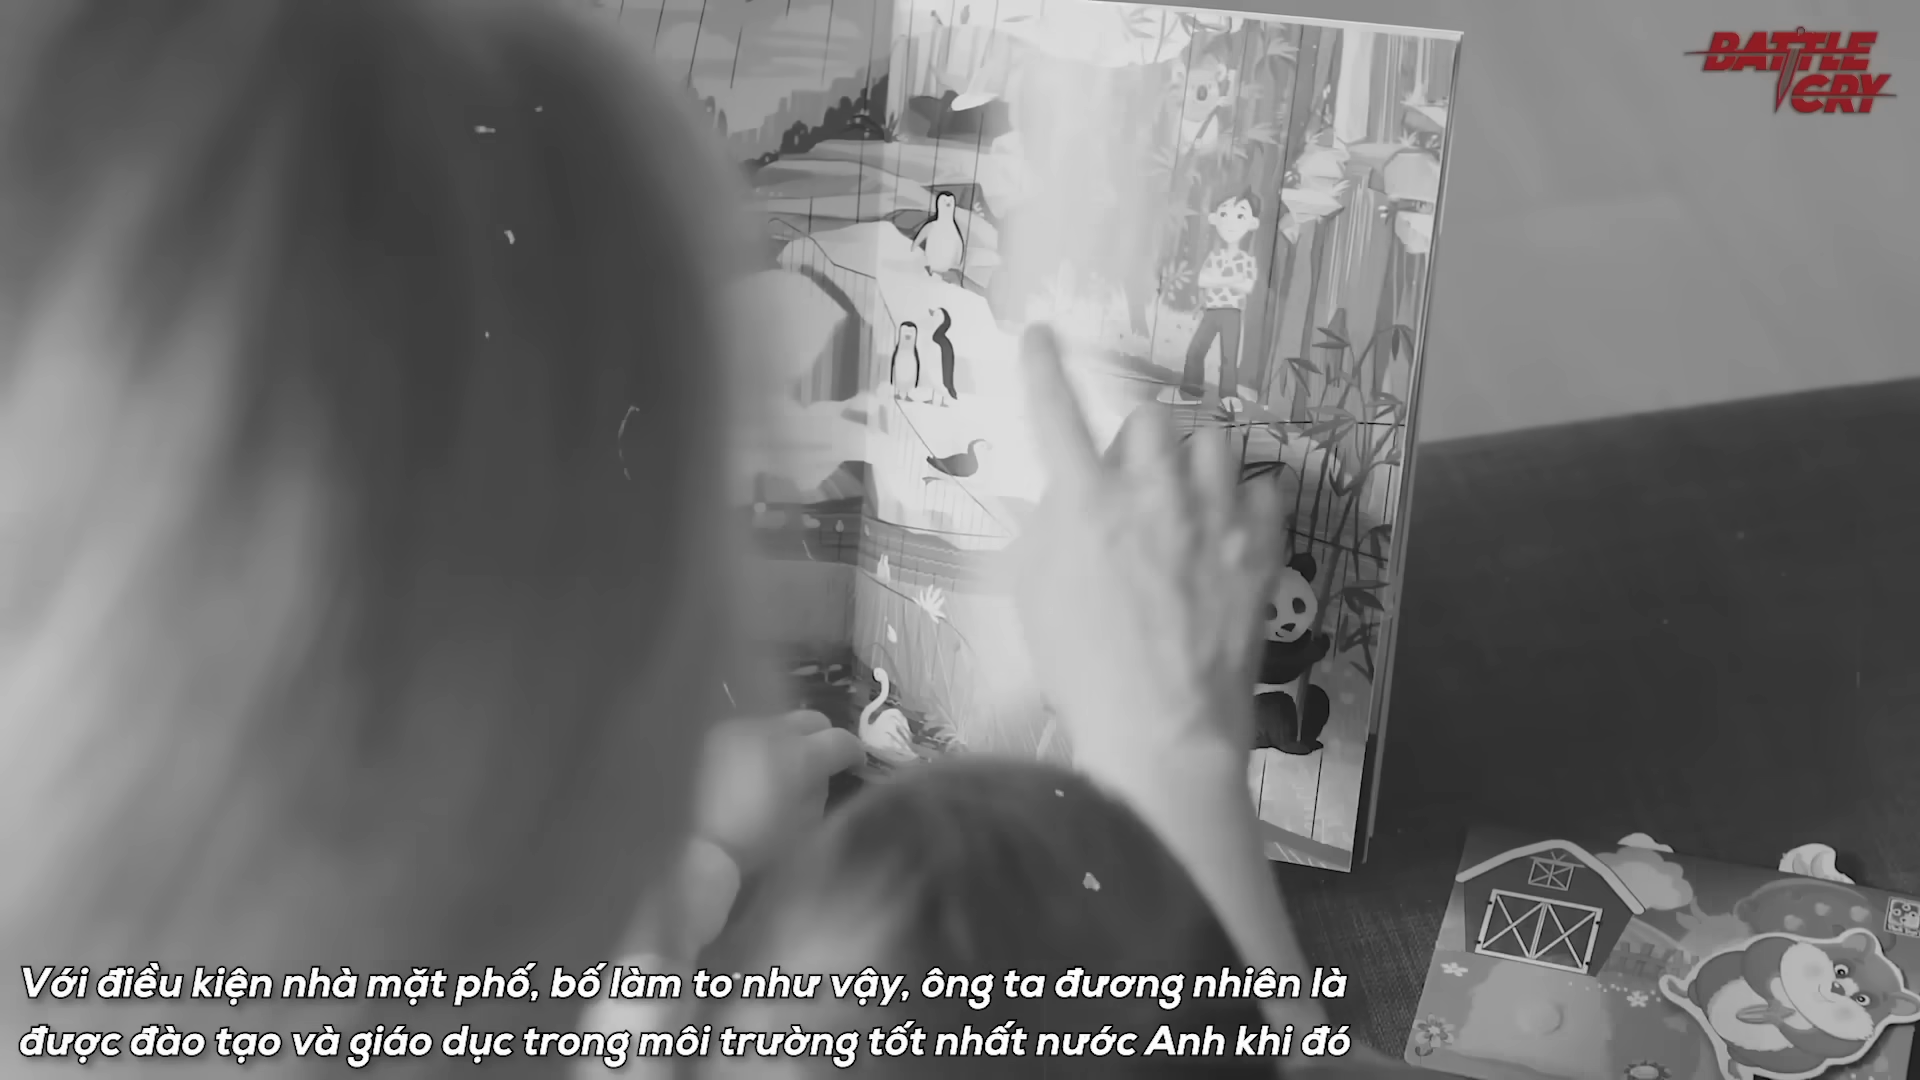 BATTLE
CRY
Với điều kiện nhà mặt phố, bố làm to như vậy, ông ta đương nhiên là
được đào tạo và giáo dục trong môi trường tốt nhất nước Anh khi đó